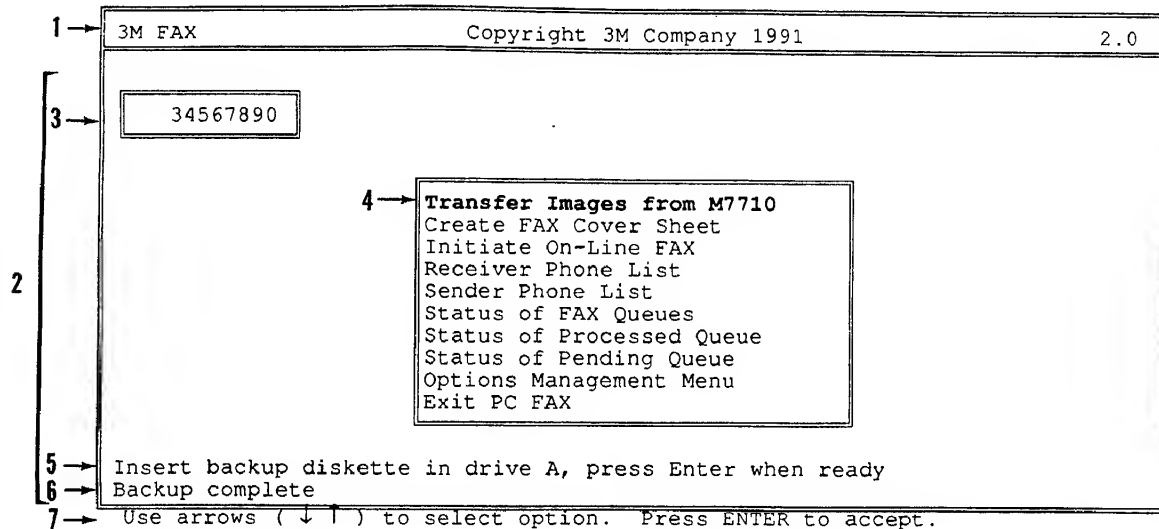 1 3M FAX Copyright 3M Company 1991 2.0
2
3 34567890
4 Transfer Images from M7710
Create FAX Cover Sheet
Initiate On-Line FAX
Receiver Phone List
Sender Phone List
Status of FAX Queues
Status of Processed Queue
Status of Pending Queue
Options Management Menu
Exit PC FAX
5 Insert backup diskette in drive A, press Enter when ready
6 Backup complete
7 Use arrows ( ↓ ↑ ) to select option. Press ENTER to accept.